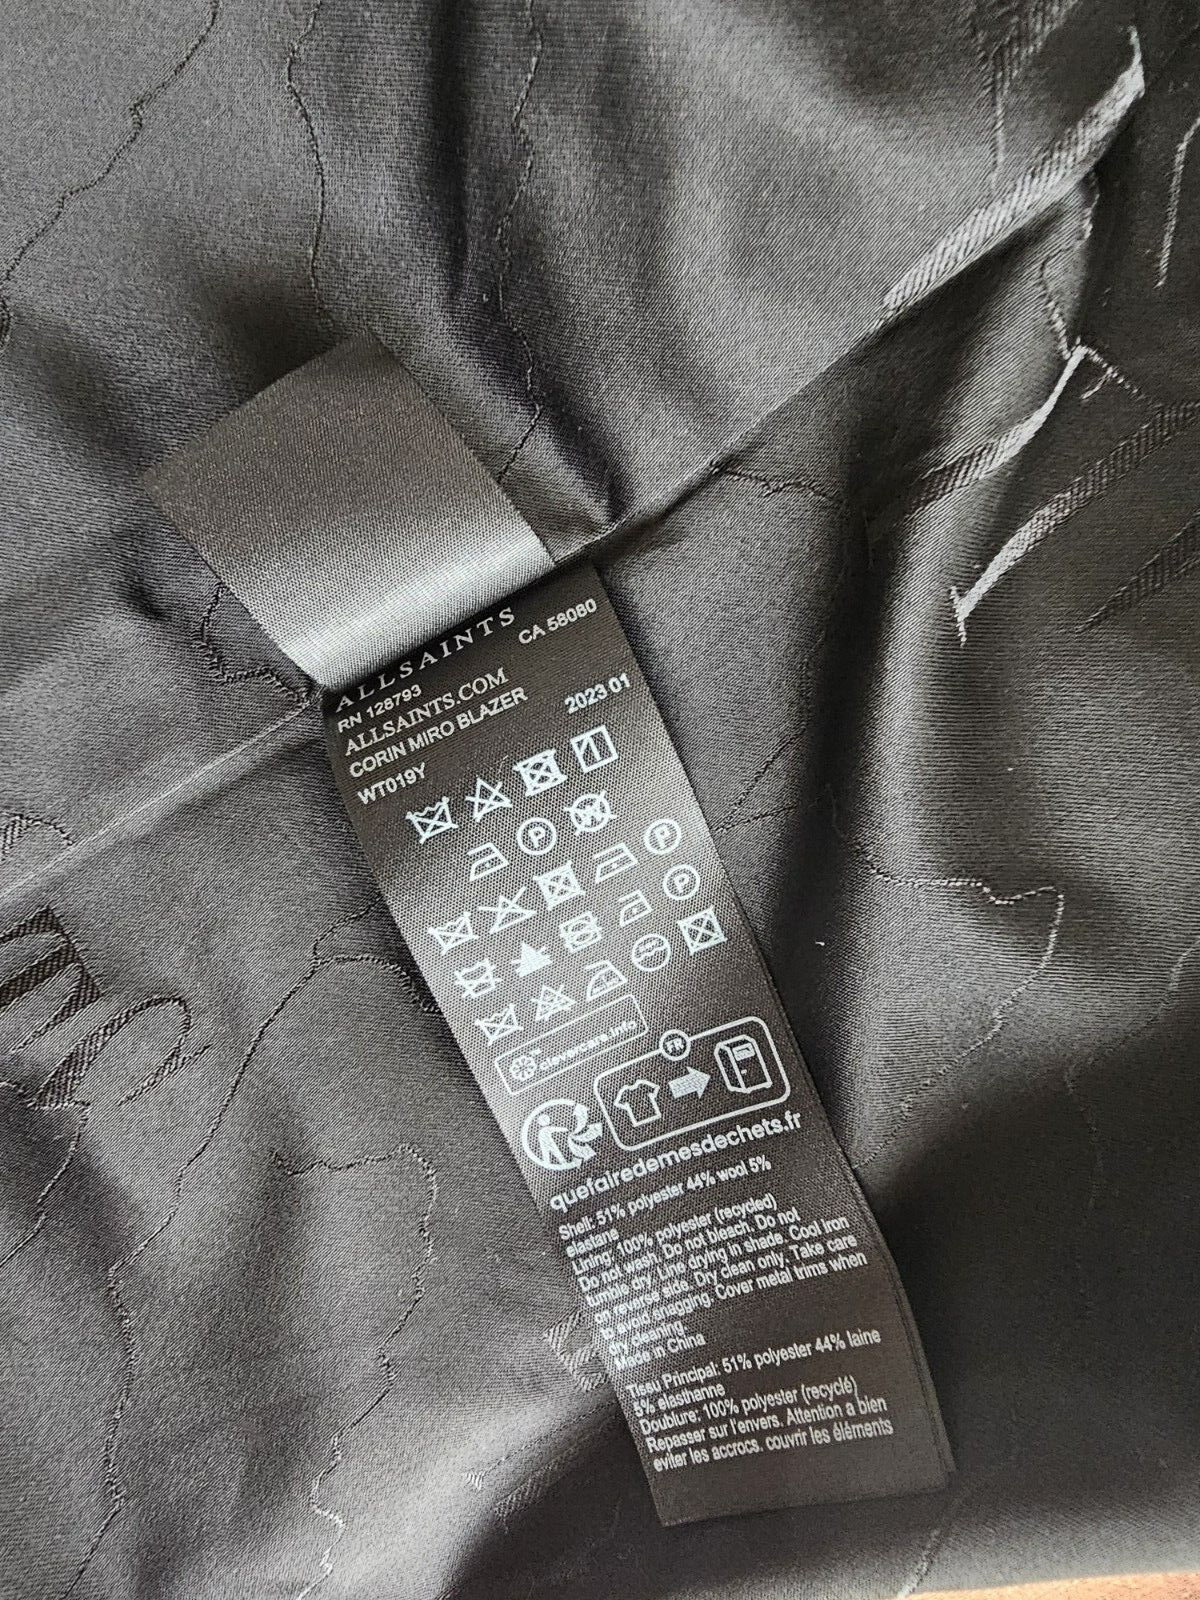 ALLSAINTS
RN 128793 CA 58080
ALLSAINTS.COM
CORIN MIRO BLAZER 2023 01
WT019Y
P
W
P
P
clevercare.info
FR
quefairedemesdechets.fr
Shell: 51% polyester 44% wool 5%
elastane
Lining: 100% polyester (recycled)
Do not wash. Do not bleach. Do not
tumble dry. Line drying in shade. Cool iron
on reverse side. Dry clean only. Take care
to avoid snagging. Cover metal trims when
dry cleaning.
Made in China
Tissu Principal: 51% polyester 44% laine
5% elasthanne
Doublure: 100% polyester (recyclé)
Repasser sur l'envers. Attention a bien
eviter les accrocs. couvrir les éléments